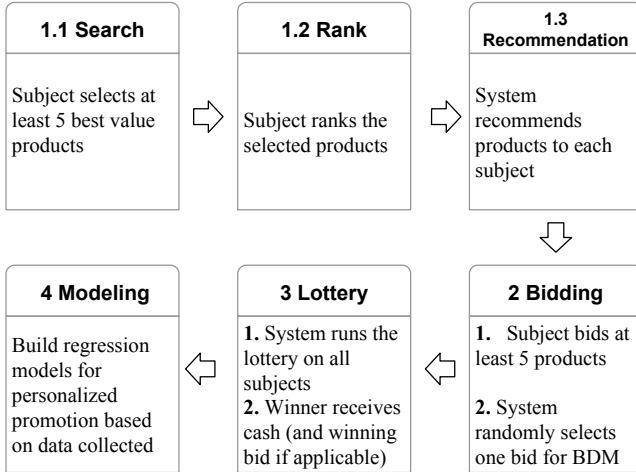 1.1 Search
Subject selects at
least 5 best value
products
1.2 Rank
Subject ranks the
selected products
1.3
Recommendation
System
recommends
products to each
subject
2 Bidding
1. Subject bids at
least 5 products
2. System
randomly selects
one bid for BDM
3 Lottery
1. System runs the
lottery on all
subjects
2. Winner receives
cash (and winning
bid if applicable)
4 Modeling
Build regression
models for
personalized
promotion based
on data collected